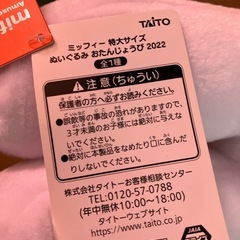 miff
Amuse
TAITO
ミッフィー 特大サイズ
ぬいぐるみ おたんじょうび 2022
全1種
注意(ちゅうい)
保護者の方へ必ずお読みください。
●誤飲等の事故の恐れがありますので、
3才未満のお子様には絶対に与えな
いでください。
●絶対に本製品をなめたり口に含んだ
りしないでください。
株式会社タイトーお客様相談センター
TEL:0120-57-0788
(年中無休10:00〜18:00)
タイトーウェブサイト
https://www.taito.co.jp
JAIA